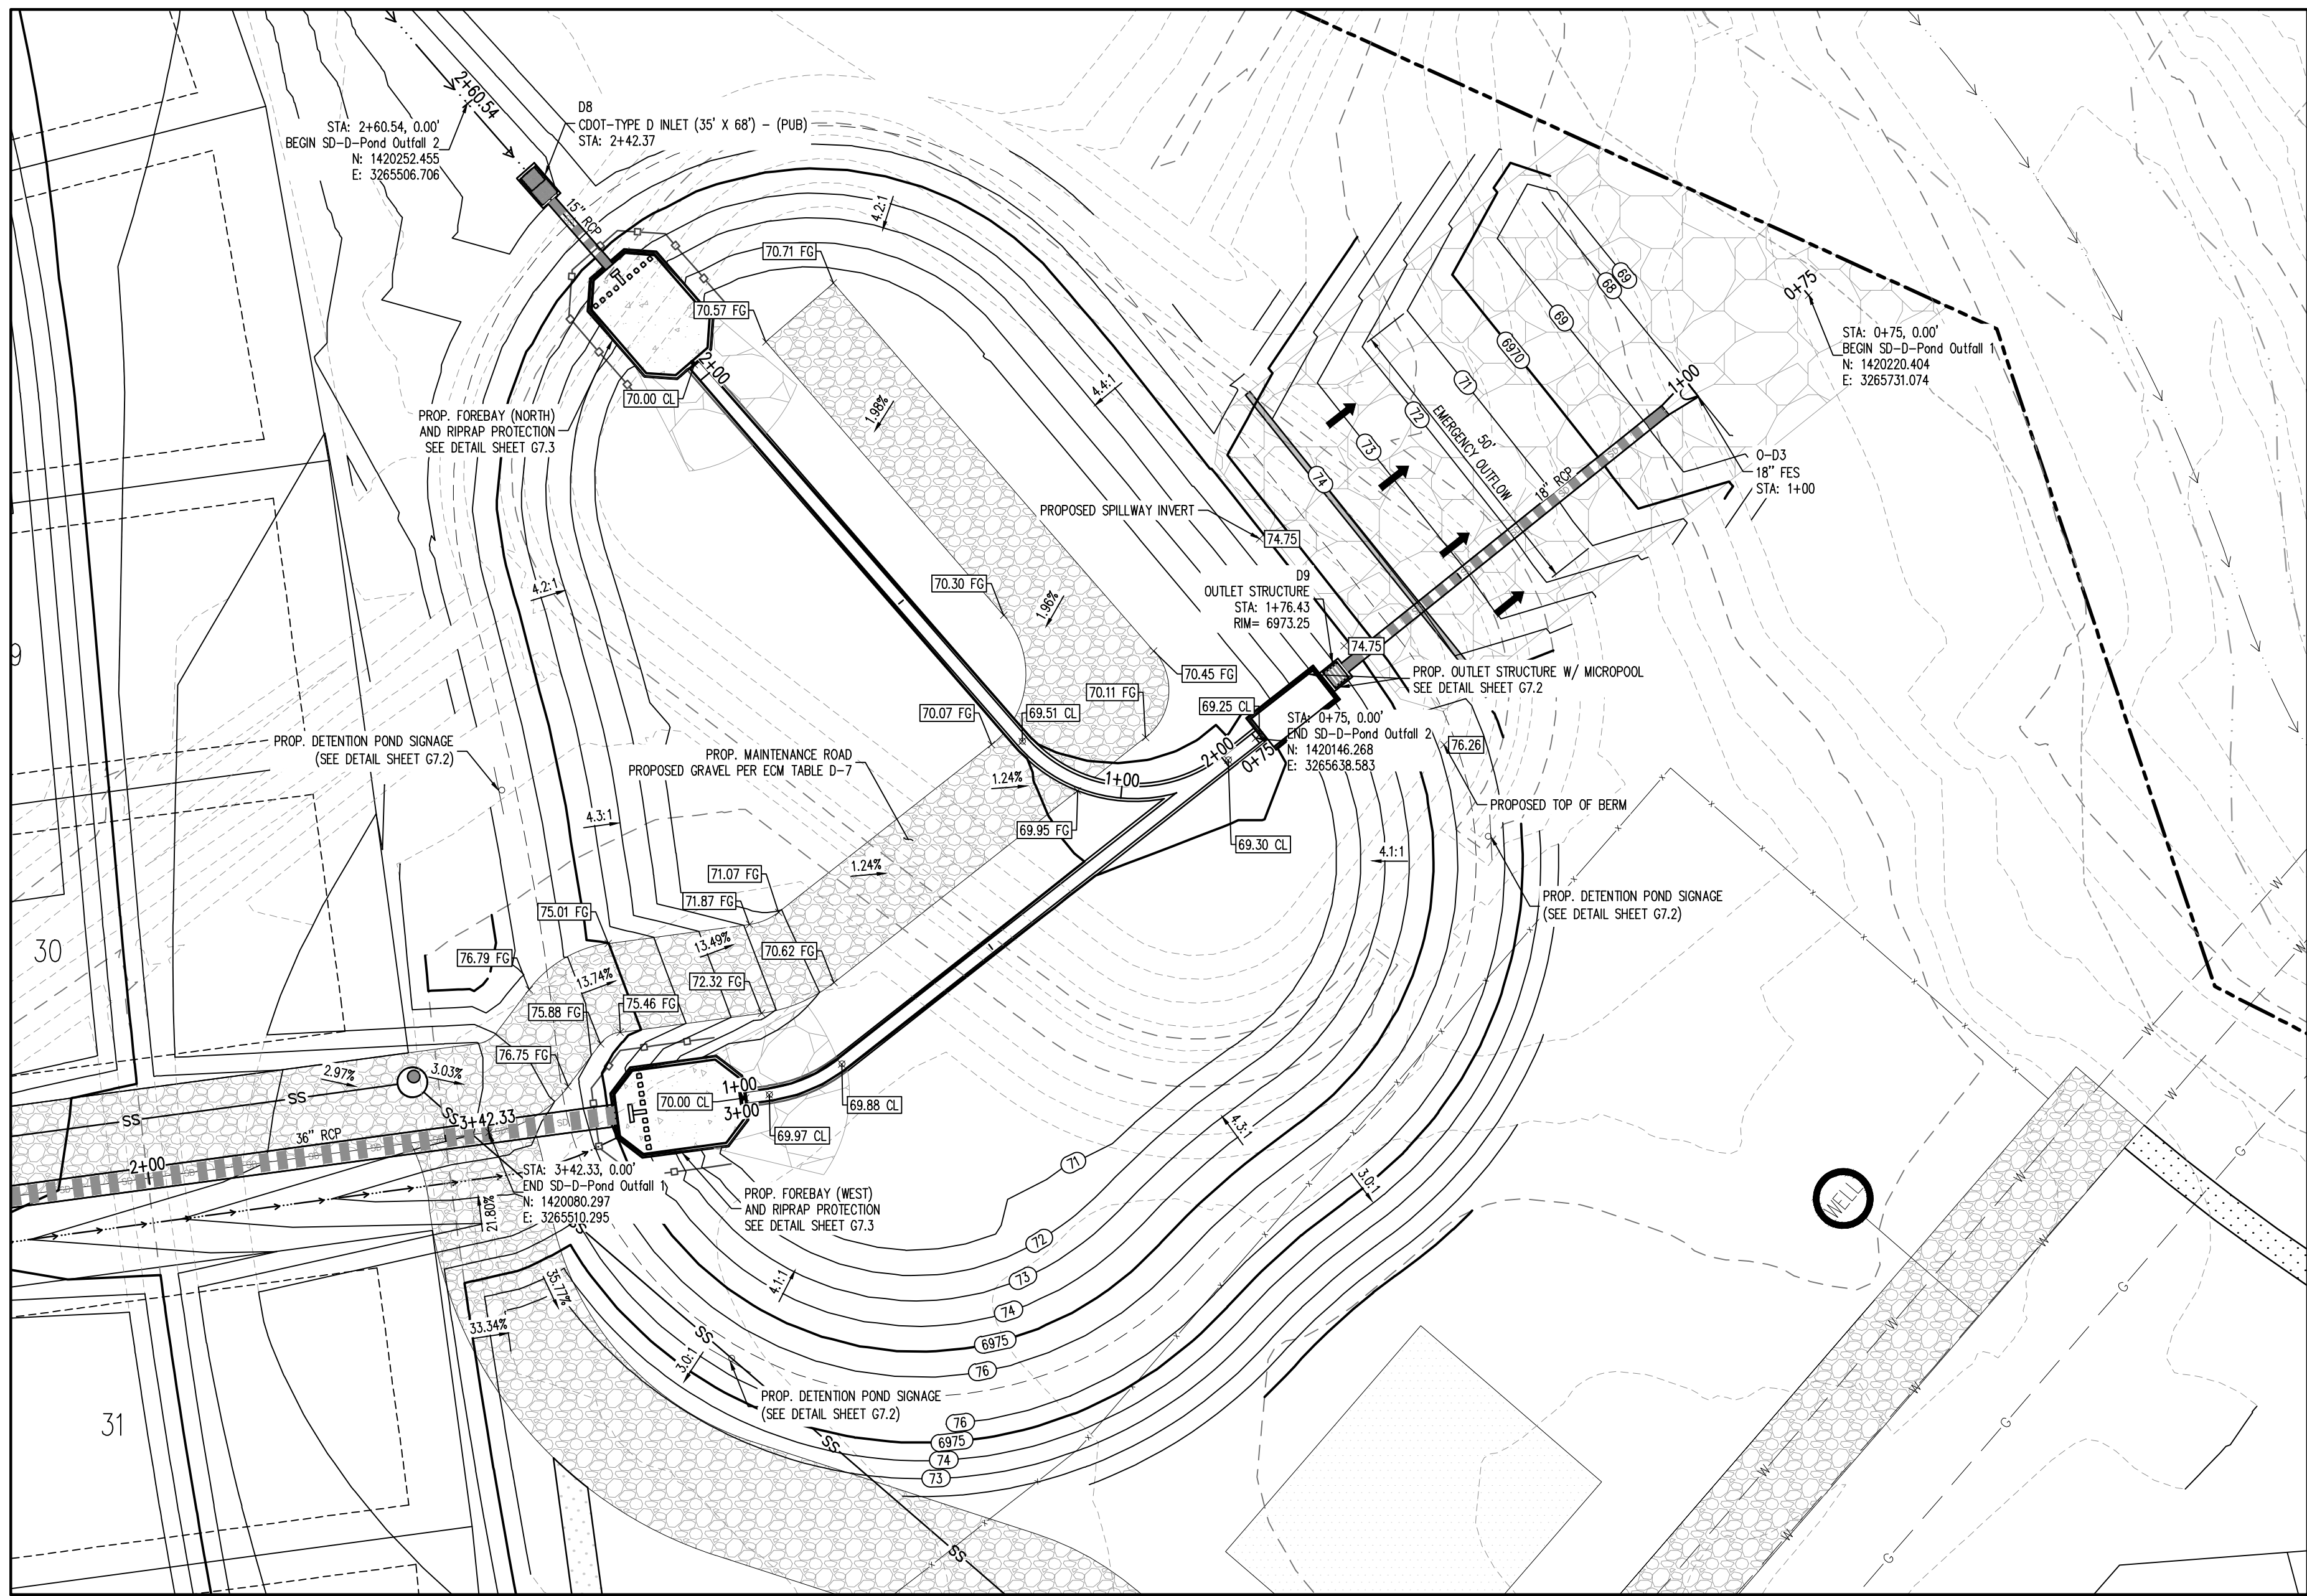 2+60.54
STA: 2+60.54, 0.00'
BEGIN SD-D-Pond Outfall 2
N: 1420252.455
E: 3265506.706
D8
CDOT-TYPE D INLET (35' X 68') - (PUB)
STA: 2+42.37
15" RCP
4.2:1
70.71 FG
70.57 FG
2+00
70.00 CL
PROP. FOREBAY (NORTH)
AND RIPRAP PROTECTION
SEE DETAIL SHEET G7.3
1.98%
4.4:1
69
68
69
6970
71
72
73
74
50'
EMERGENCY OUTFLOW
0+75
STA: 0+75, 0.00'
BEGIN SD-D-Pond Outfall 1
N: 1420220.404
E: 3265731.074
1+00
O-D3
18" FES
STA: 1+00
18" RCP
SD
PROPOSED SPILLWAY INVERT
74.75
70.30 FG
1.96%
D9
OUTLET STRUCTURE
STA: 1+76.43
RIM= 6973.25
74.75
PROP. OUTLET STRUCTURE W/ MICROPOOL
SEE DETAIL SHEET G7.2
4.2:1
9
70.45 FG
70.11 FG
69.25 CL
70.07 FG
69.51 CL
STA: 0+75, 0.00'
END SD-D-Pond Outfall 2
N: 1420146.268
E: 3265638.583
76.26
PROP. DETENTION POND SIGNAGE
(SEE DETAIL SHEET G7.2)
PROP. MAINTENANCE ROAD
PROPOSED GRAVEL PER ECM TABLE D-7
2+00
0+75
1+00
1.24%
PROPOSED TOP OF BERM
4.3:1
69.95 FG
69.30 CL
4.1:1
1.24%
71.07 FG
71.87 FG
75.01 FG
PROP. DETENTION POND SIGNAGE
(SEE DETAIL SHEET G7.2)
30
76.79 FG
13.49%
70.62 FG
13.74%
72.32 FG
75.46 FG
75.88 FG
76.75 FG
2.97%
3.03%
SS
SS
SS
3+42.33
36" RCP
SD
2+00
1+00
70.00 CL
3+00
69.88 CL
69.97 CL
4.3:1
3.0:1
71
STA: 3+42.33, 0.00'
END SD-D-Pond Outfall 1
N: 1420080.297
E: 3265510.295
21.80%
PROP. FOREBAY (WEST)
AND RIPRAP PROTECTION
SEE DETAIL SHEET G7.3
SS
72
73
74
6975
76
4.1:1
35.77%
33.34%
SS
3.0:1
PROP. DETENTION POND SIGNAGE
(SEE DETAIL SHEET G7.2)
76
6975
74
73
31
SS
SS
WELL
W
W
W
W
W
W
W
W
W
W
W
G
G
G
G